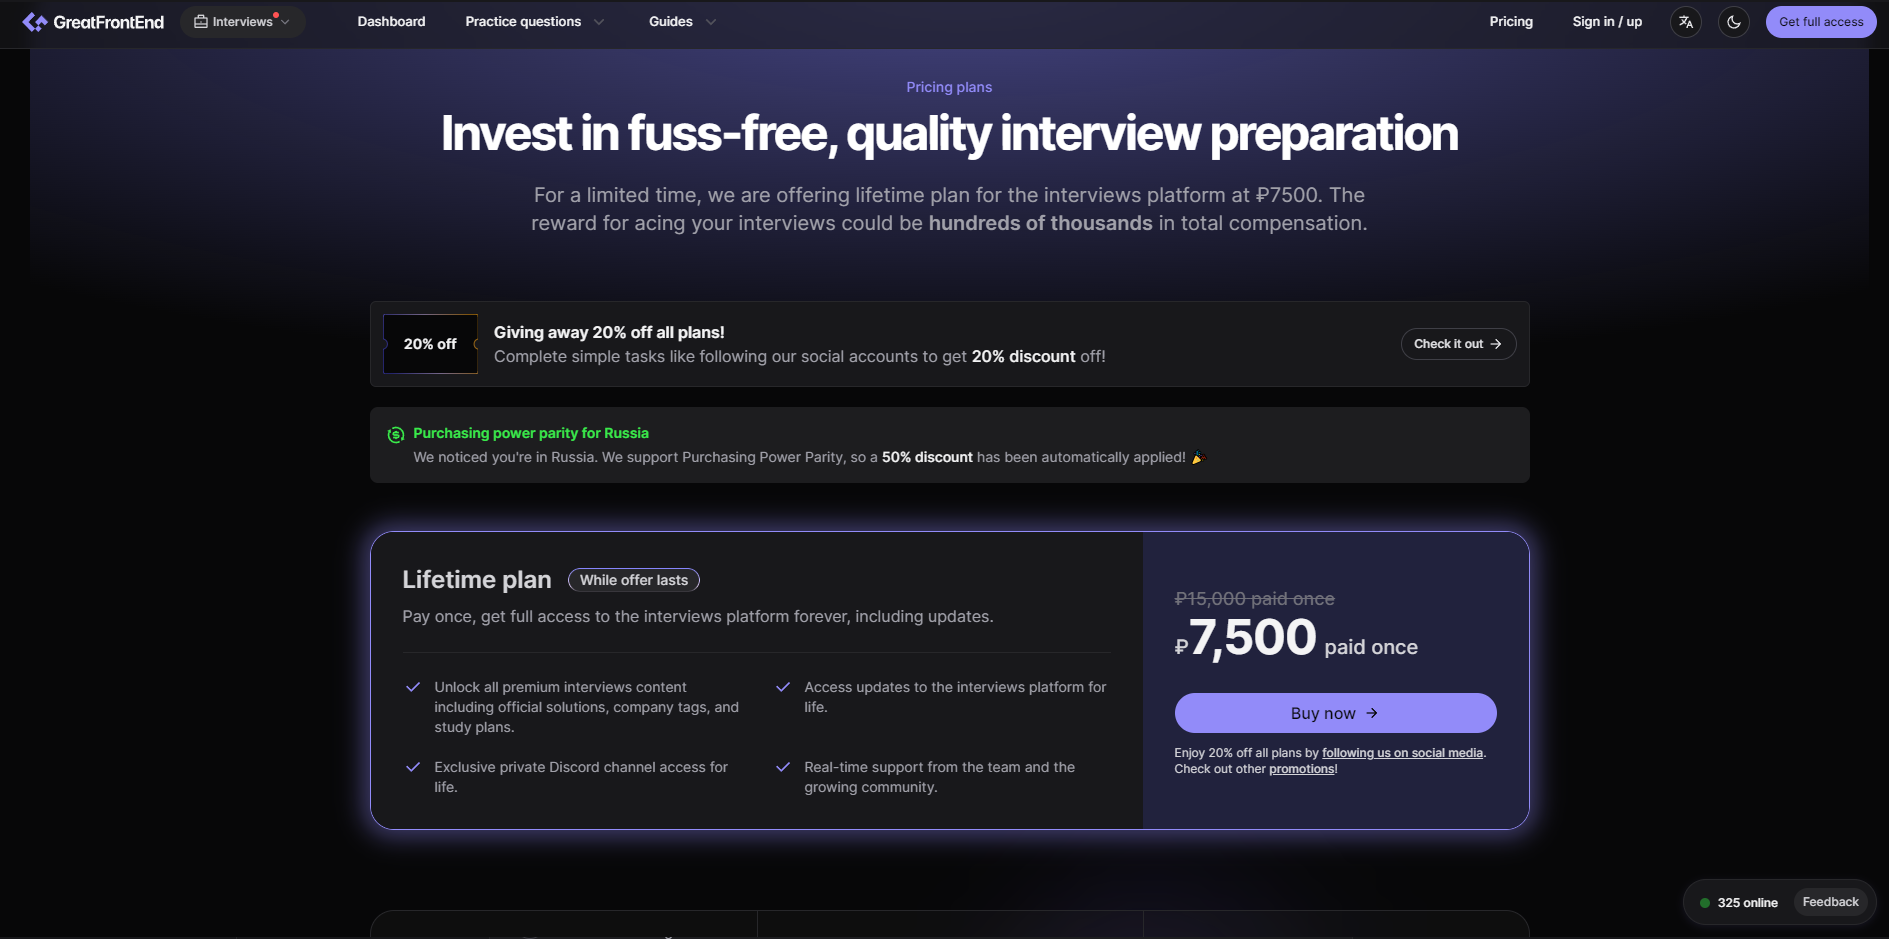 GreatFrontEnd
Interviews
Dashboard
Practice questions
Guides
Pricing
Sign in / up
Get full access
Pricing plans
Invest in fuss-free, quality interview preparation
For a limited time, we are offering lifetime plan for the interviews platform at ₽7500. The
reward for acing your interviews could be hundreds of thousands in total compensation.
20% off
Giving away 20% off all plans!
Complete simple tasks like following our social accounts to get 20% discount off!
Check it out →
Purchasing power parity for Russia
We noticed you're in Russia. We support Purchasing Power Parity, so a 50% discount has been automatically applied! 🎉
Lifetime plan
While offer lasts
Pay once, get full access to the interviews platform forever, including updates.
Unlock all premium interviews content
including official solutions, company tags, and
study plans.
Access updates to the interviews platform for
life.
Exclusive private Discord channel access for
life.
Real-time support from the team and the
growing community.
₽15,000 paid once
₽7,500 paid once
Buy now →
Enjoy 20% off all plans by following us on social media.
Check out other promotions!
325 online
Feedback